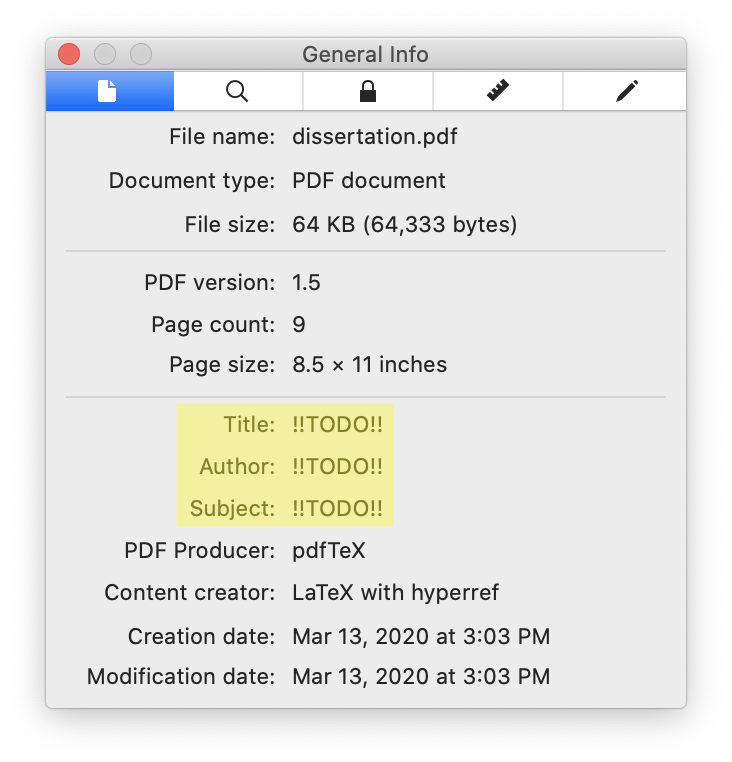 General Info
File name: dissertation.pdf
Document type: PDF document
File size: 64 KB (64,333 bytes)
PDF version: 1.5
Page count: 9
Page size: 8.5 × 11 inches
Title: !!TODO!!
Author: !!TODO!!
Subject: !!TODO!!
PDF Producer: pdfTeX
Content creator: LaTeX with hyperref
Creation date: Mar 13, 2020 at 3:03 PM
Modification date: Mar 13, 2020 at 3:03 PM